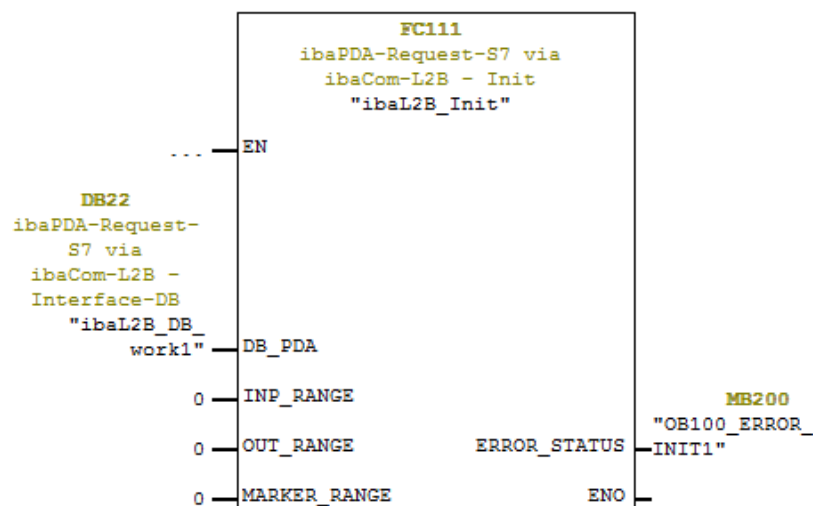 FC111
ibaPDA-Request-S7 via
ibaCom-L2B - Init
"ibaL2B_Init"
... EN
DB22
ibaPDA-Request-
S7 via
ibaCom-L2B -
Interface-DB
"ibaL2B_DB_
work1" DB_PDA
0 INP_RANGE
MB200
"OB100_ERROR_
0 OUT_RANGE ERROR_STATUS INIT1"
0 MARKER_RANGE ENO